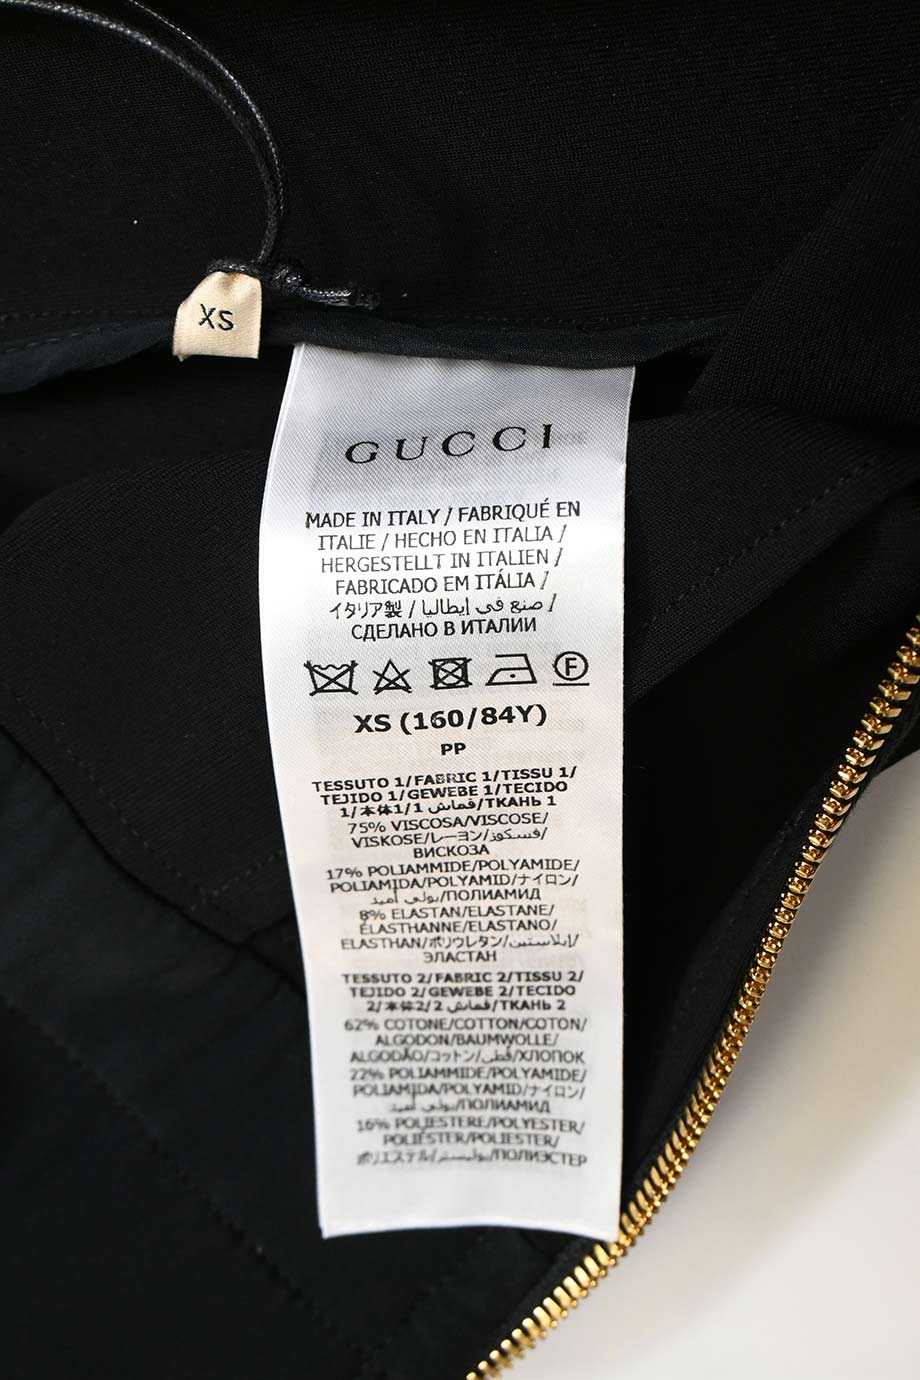 XS
GUCCI
MADE IN ITALY / FABRIQUÉ EN
ITALIE / HECHO EN ITALIA /
HERGESTELLT IN ITALIEN /
FABRICADO EM ITÁLIA /
イタリア製 / صنع في إيطاليا /
СДЕЛАНО В ИТАЛИИ
F
XS (160/84Y)
PP
TESSUTO 1/FABRIC 1/TISSU 1/
TEJIDO 1/GEWEBE 1/TECIDO
1/本体1/قماش 1/ТКАНЬ 1
75% VISCOSA/VISCOSE/
VISKOSE/レーヨン/فسكوز/
ВИСКОЗА
17% POLIAMMIDE/POLYAMIDE/
POLIAMIDA/POLYAMID/ナイロン/
بولي أميد/ПОЛИАМИД
8% ELASTAN/ELASTANE/
ÉLASTHANNE/ELASTANO/
ELASTHAN/ポリウレタン/إيلاستين/
ЭЛАСТАН
TESSUTO 2/FABRIC 2/TISSU 2/
TEJIDO 2/GEWEBE 2/TECIDO
2/本体2/قماش 2/ТКАНЬ 2
62% COTONE/COTTON/COTON/
ALGODON/BAUMWOLLE/
ALGODÃO/コットン/قطن/ХЛОПОК
22% POLIAMMIDE/POLYAMIDE/
POLIAMIDA/POLYAMID/ナイロン/
بولي أميد/ПОЛИАМИД
16% POLIESTERE/POLYESTER/
POLIÉSTER/POLIESTER/
ポリエステル/بوليستر/ПОЛИЭСТЕР